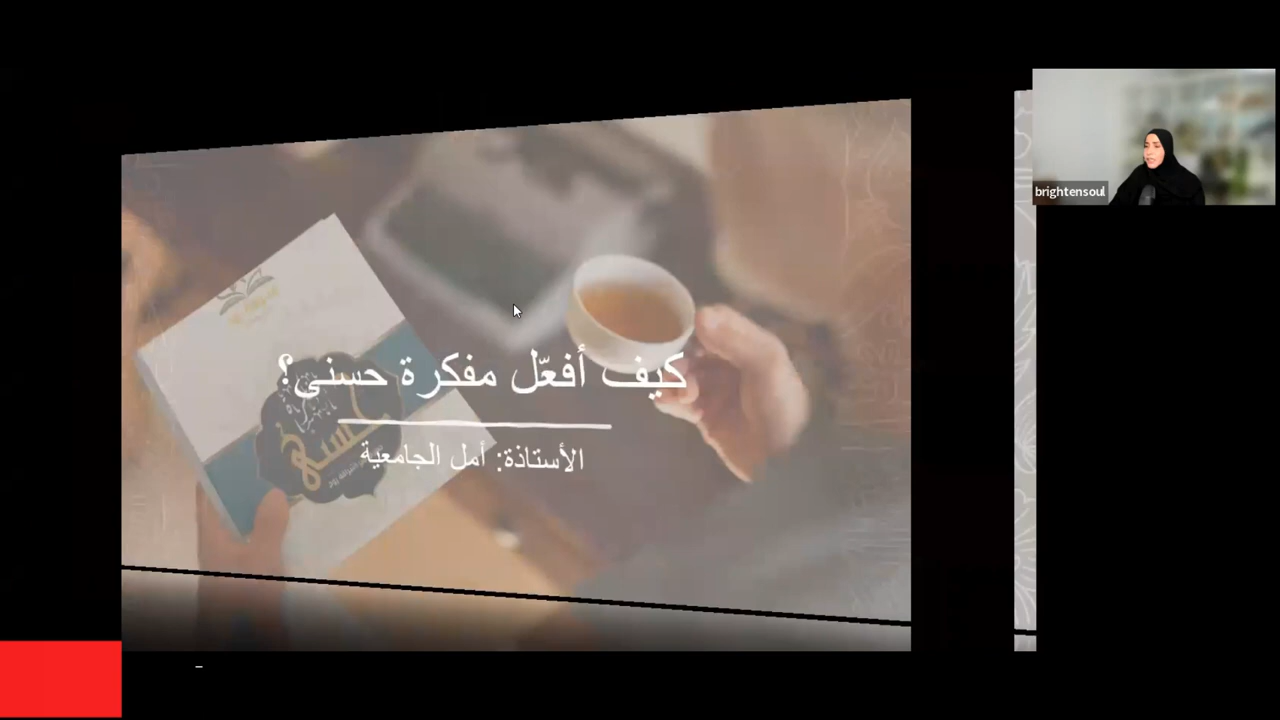 كيف أفعّل مفكرة حسنى؟
الأستاذة: أمل الجامعية
brightensoul